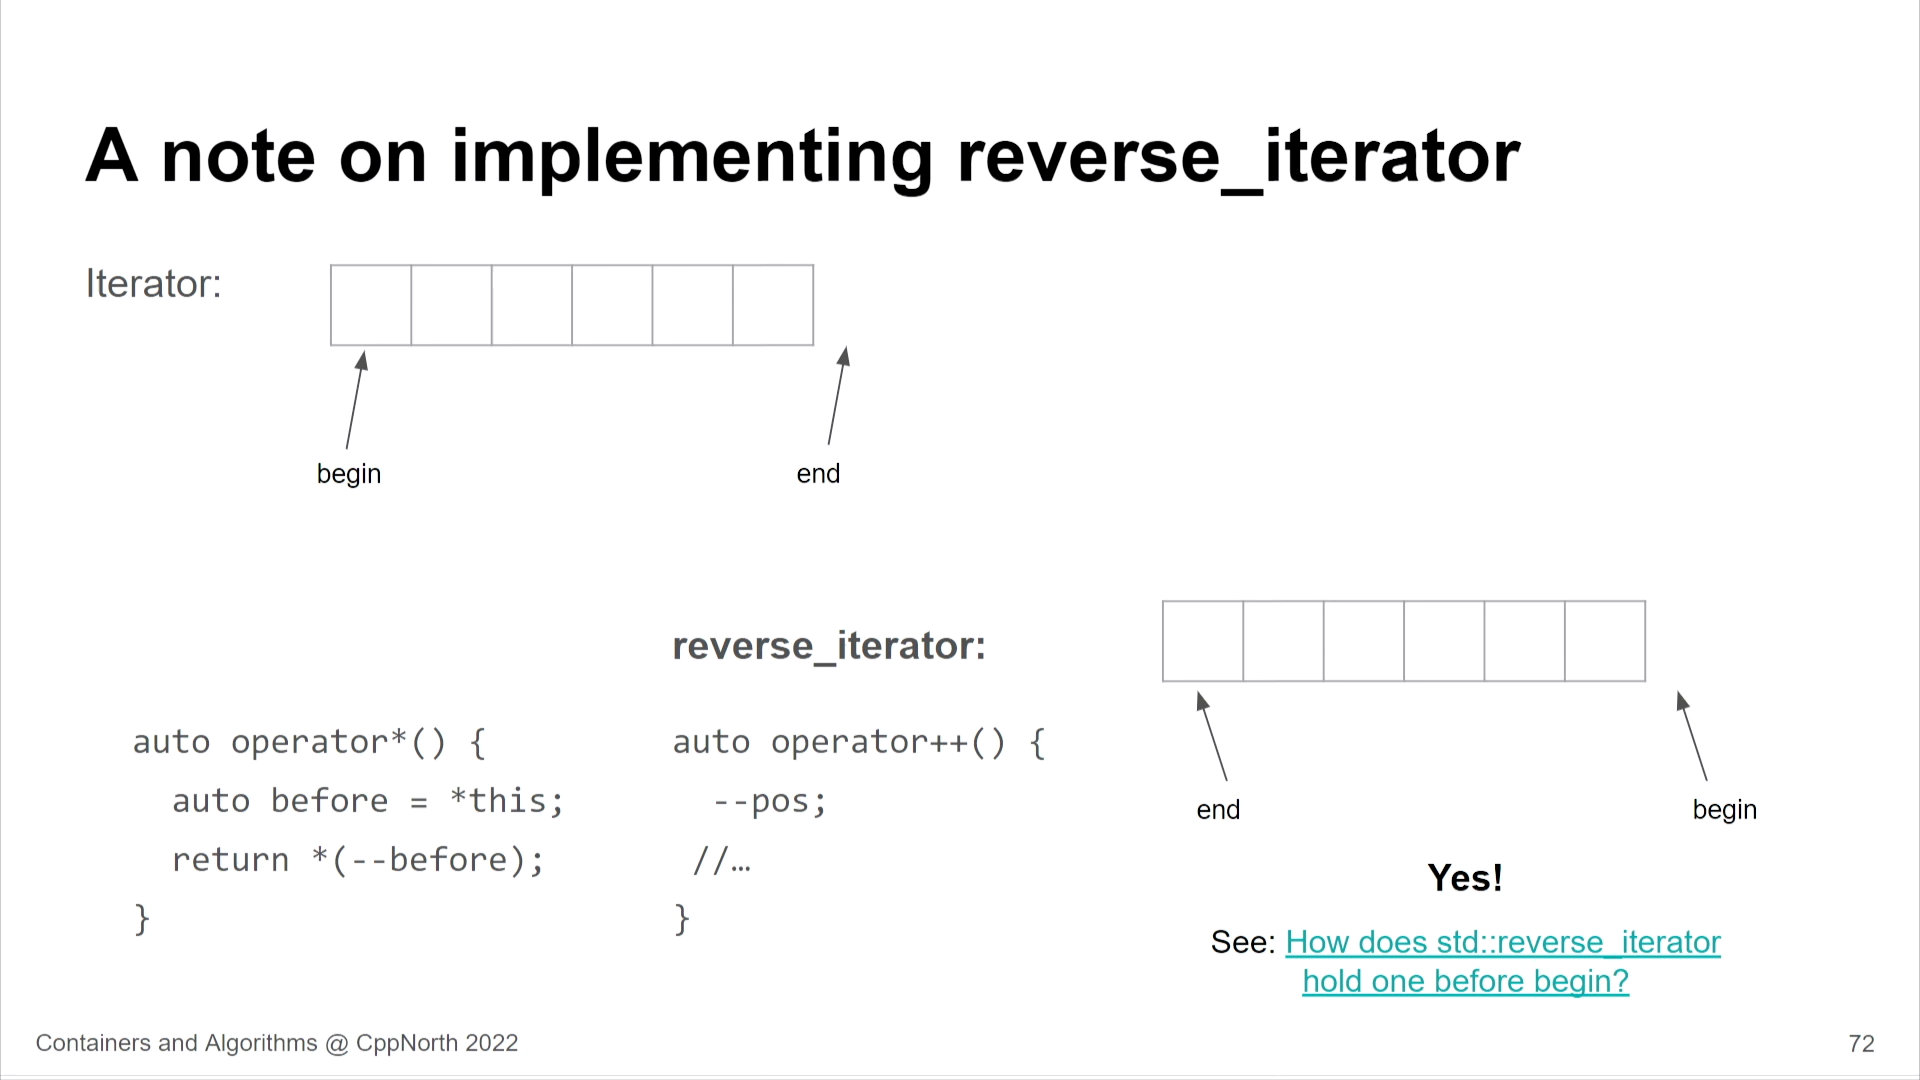 A note on implementing reverse_iterator
Iterator:
begin
end
reverse_iterator:
auto operator*() {
  auto before = *this;
  return *(--before);
}
auto operator++() {
  --pos;
 //…
}
end
begin
Yes!
See: How does std::reverse_iterator
hold one before begin?
Containers and Algorithms @ CppNorth 2022
72